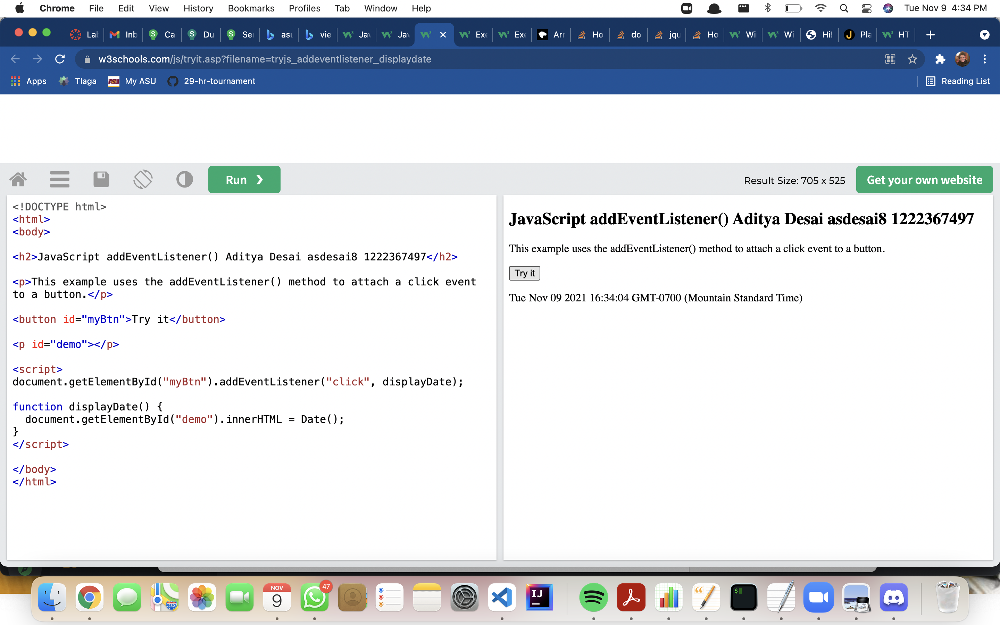 Chrome File Edit View History Bookmarks Profiles Tab Window Help Tue Nov 9 4:34 PM
Inb Ca Du Se vie Ja Ja Ex Ex Arr Ho do jqu Ho Wi Wi Hi! Pla HT
w3schools.com/js/tryit.asp?filename=tryjs_addeventlistener_displaydate
Apps Tlaga ASU My ASU 29-hr-tournament Reading List
Run ❯ Result Size: 705 x 525 Get your own website
<!DOCTYPE html>
<html>
<body>
<h2>JavaScript addEventListener() Aditya Desai asdesai8 1222367497</h2>
<p>This example uses the addEventListener() method to attach a click event
to a button.</p>
<button id="myBtn">Try it</button>
<p id="demo"></p>
<script>
document.getElementById("myBtn").addEventListener("click", displayDate);
function displayDate() {
  document.getElementById("demo").innerHTML = Date();
}
</script>
</body>
</html>
JavaScript addEventListener() Aditya Desai asdesai8 1222367497
This example uses the addEventListener() method to attach a click event to a button.
Try it
Tue Nov 09 2021 16:34:04 GMT-0700 (Mountain Standard Time)
280 NOV 9 47 IJ $